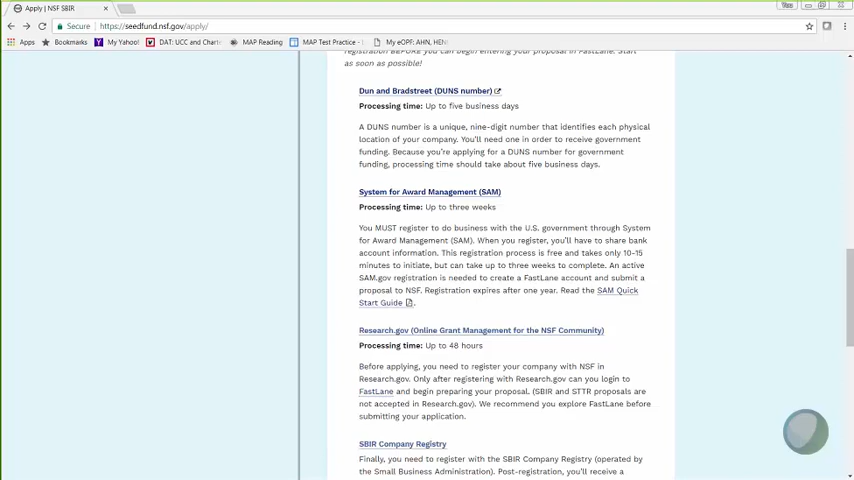 Apply | NSF SBIR
Secure https://seedfund.nsf.gov/apply/
Apps Bookmarks My Yahoo! DAT: UCC and Charte MAP Reading MAP Test Practice - My eOPF: AHN, HEN
registration BEFORE you can begin entering your proposal in FastLane. Start
as soon as possible!
Dun and Bradstreet (DUNS number)
Processing time: Up to five business days
A DUNS number is a unique, nine-digit number that identifies each physical
location of your company. You'll need one in order to receive government
funding. Because you're applying for a DUNS number for government
funding, processing time should take about five business days.
System for Award Management (SAM)
Processing time: Up to three weeks
You MUST register to do business with the U.S. government through System
for Award Management (SAM). When you register, you'll have to share bank
account information. This registration process is free and takes only 10-15
minutes to initiate, but can take up to three weeks to complete. An active
SAM.gov registration is needed to create a FastLane account and submit a
proposal to NSF. Registration expires after one year. Read the SAM Quick
Start Guide.
Research.gov (Online Grant Management for the NSF Community)
Processing time: Up to 48 hours
Before applying, you need to register your company with NSF in
Research.gov. Only after registering with Research.gov can you login to
FastLane and begin preparing your proposal. (SBIR and STTR proposals are
not accepted in Research.gov). We recommend you explore FastLane before
submitting your application.
SBIR Company Registry
Finally, you need to register with the SBIR Company Registry (operated by
the Small Business Administration). Post-registration, you'll receive a